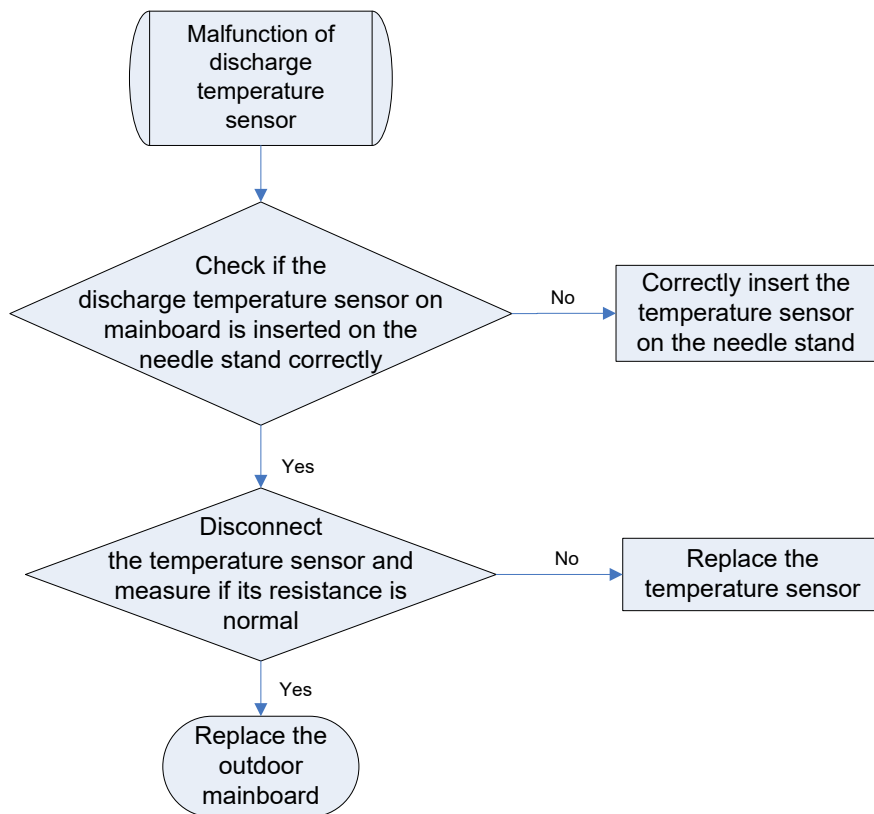 Malfunction of
discharge
temperature
sensor
Check if the
discharge temperature sensor on
mainboard is inserted on the
needle stand correctly
No
Correctly insert the
temperature sensor
on the needle stand
Yes
Disconnect
the temperature sensor and
measure if its resistance is
normal
No
Replace the
temperature sensor
Yes
Replace the
outdoor
mainboard